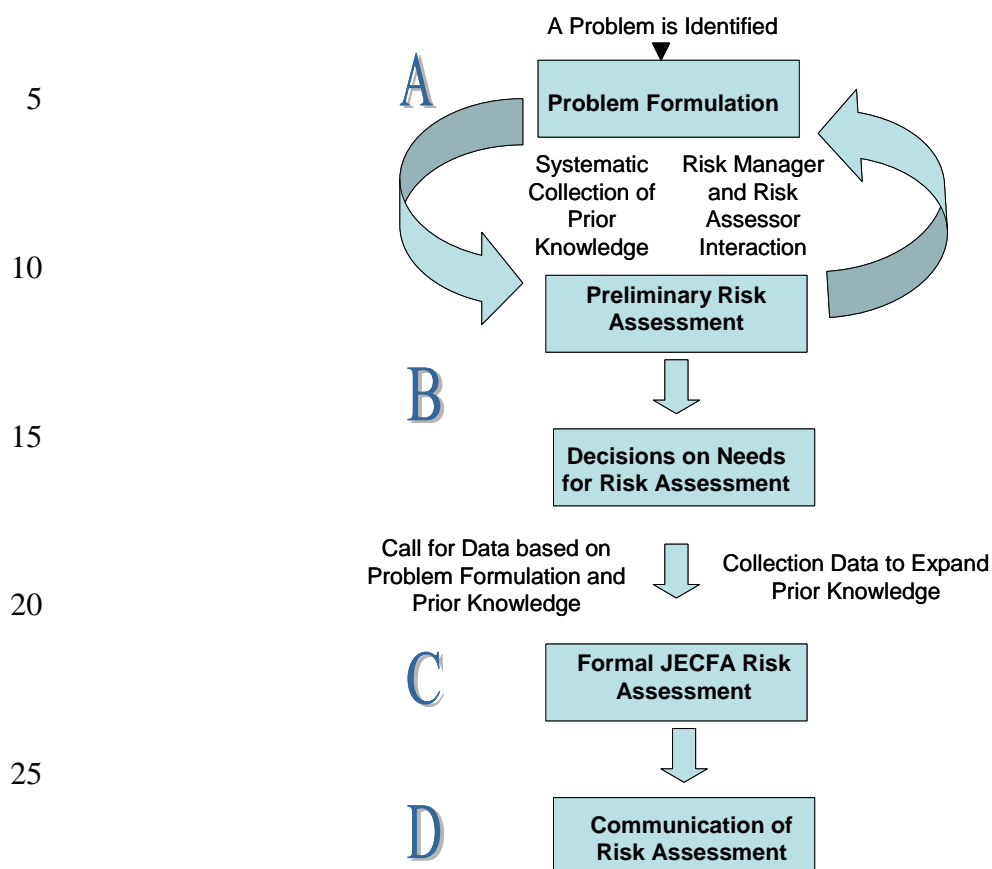 A Problem is Identified
A
5
Problem Formulation
Systematic
Collection of
Prior
Knowledge
Risk Manager
and Risk
Assessor
Interaction
10
Preliminary Risk
Assessment
B
15
Decisions on Needs
for Risk Assessment
Call for Data based on
Problem Formulation and
Prior Knowledge
Collection Data to Expand
Prior Knowledge
20
C
Formal JECFA Risk
Assessment
25
D
Communication of
Risk Assessment